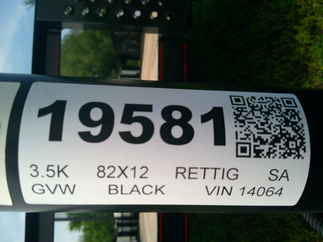 19581
3.5K 82X12 RETTIG SA
GVW BLACK VIN 14064